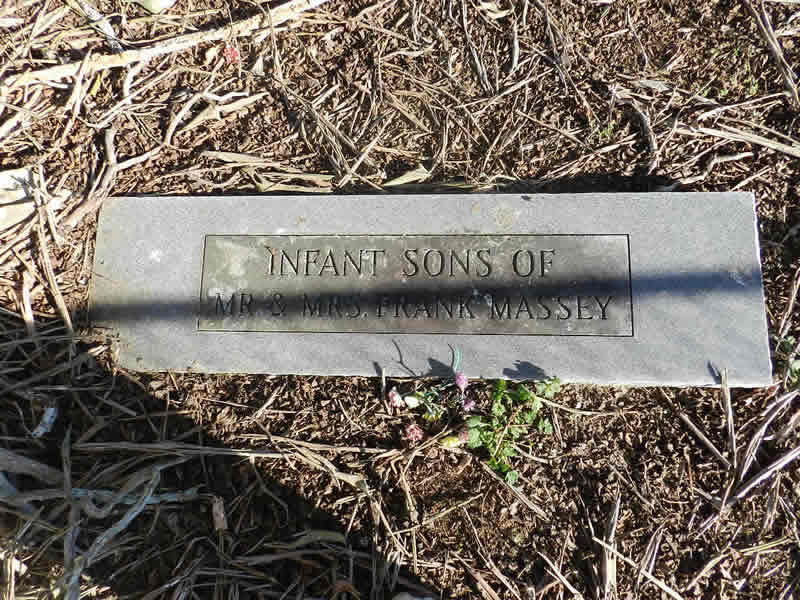 INFANT SONS OF
MR. & MRS. FRANK MASSEY